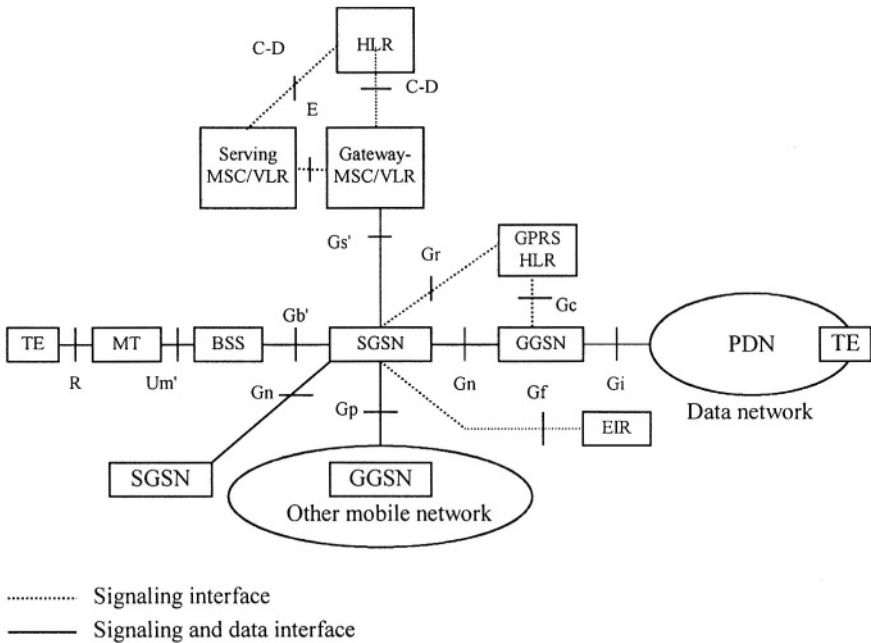 HLR
C-D
C-D
E
Serving
MSC/VLR
Gateway-
MSC/VLR
Gs'
Gr
GPRS
HLR
Gc
Gb'
TE
MT
BSS
SGSN
GGSN
PDN
TE
R
Um'
Gn
Gn
Gi
Gp
Gf
EIR
Data network
SGSN
GGSN
Other mobile network
Signaling interface
Signaling and data interface